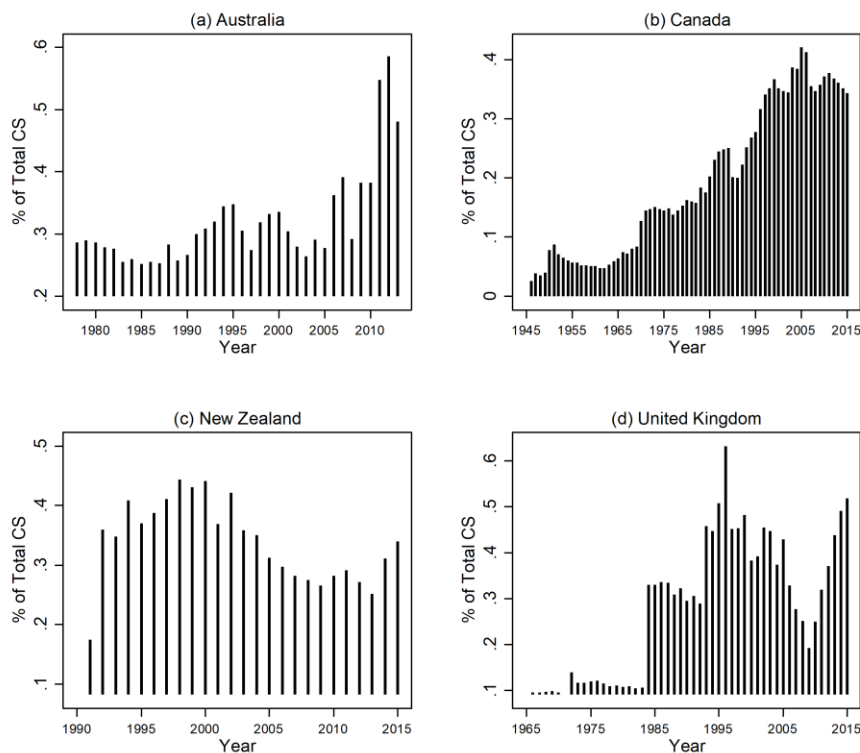 (a) Australia
% of Total CS
.6
.5
.4
.3
.2
1980 1985 1990 1995 2000 2005 2010
Year
(b) Canada
% of Total CS
.4
.3
.2
.1
0
1945 1955 1965 1975 1985 1995 2005 2015
Year
(c) New Zealand
% of Total CS
.5
.4
.3
.2
.1
1990 1995 2000 2005 2010 2015
Year
(d) United Kingdom
% of Total CS
.6
.5
.4
.3
.2
.1
1965 1975 1985 1995 2005 2015
Year